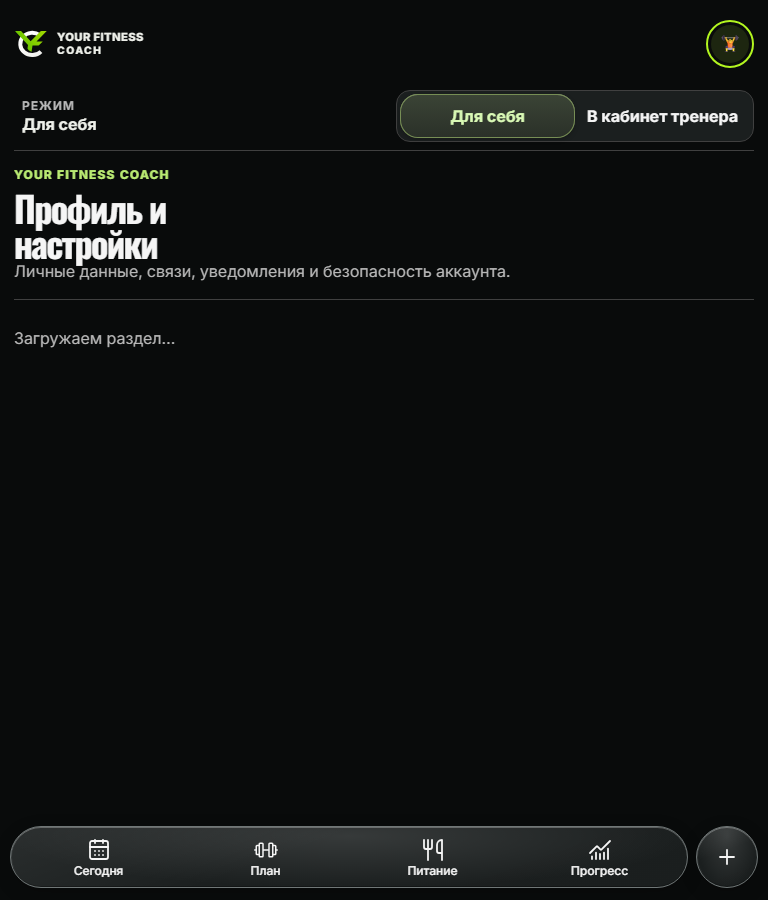 YOUR FITNESS
COACH
РЕЖИМ
Для себя
Для себя
В кабинет тренера
YOUR FITNESS COACH
Профиль и
настройки
Личные данные, связи, уведомления и безопасность аккаунта.
Загружаем раздел...
Сегодня
План
Питание
Прогресс